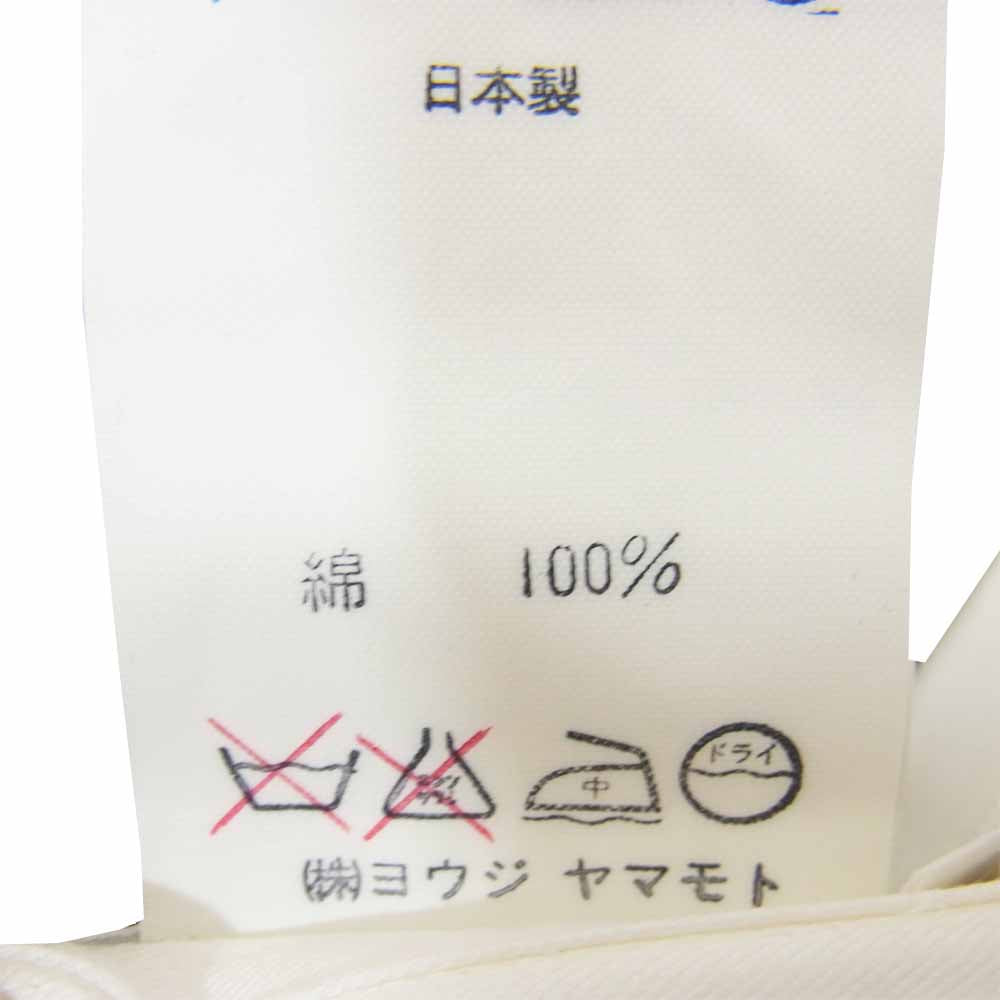 日本製
綿 100%
中 ドライ
(株)ヨウジ ヤマモト